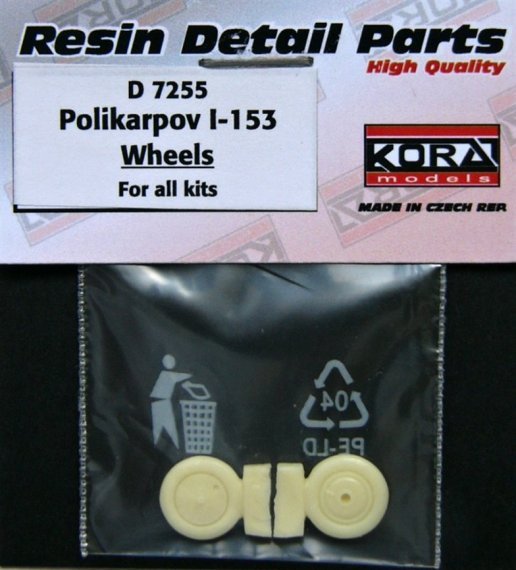 Resin Detail Parts
High Quality
D 7255
Polikarpov I-153
Wheels
For all kits
KORA
models
MADE IN CZECH REP.
04
PE-LD